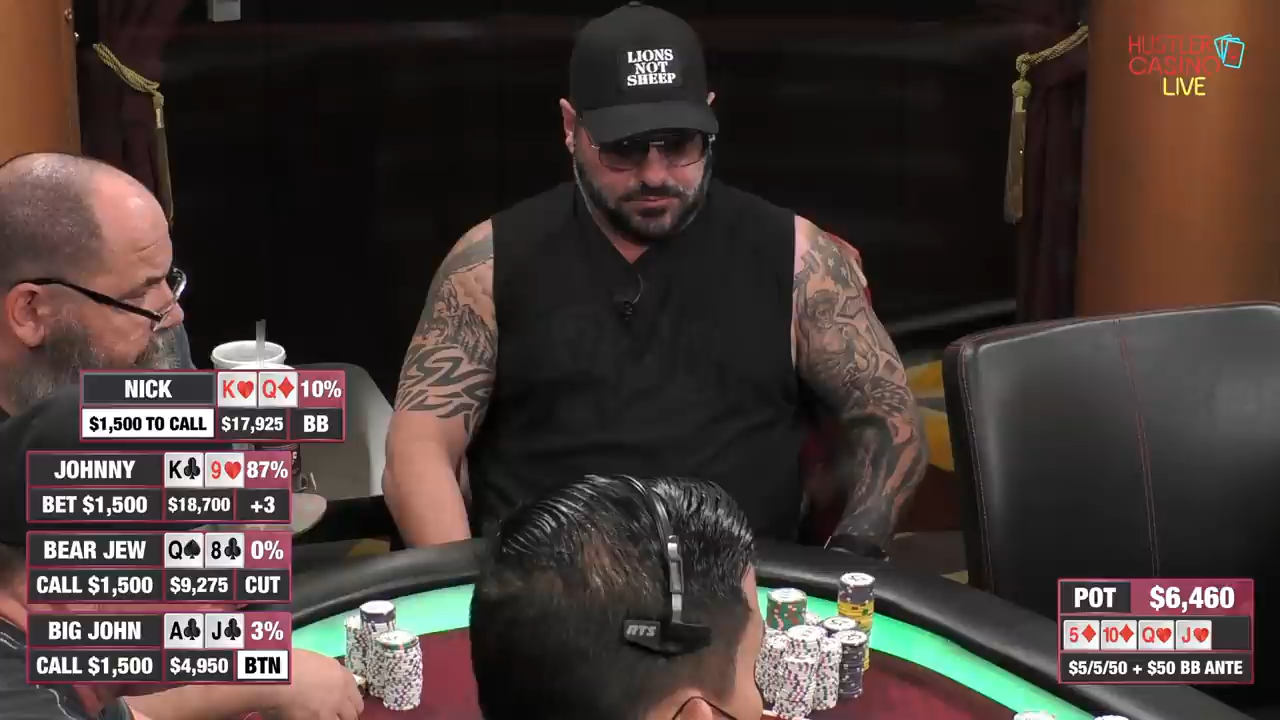 LIONS
NOT
SHEEP
HUSTLER
CASINO
LIVE
NICK K♥ Q♦ 10%
$1,500 TO CALL $17,925 BB
JOHNNY K♣ 9♥ 87%
BET $1,500 $18,700 +3
BEAR JEW Q♠ 8♣ 0%
CALL $1,500 $9,275 CUT
BIG JOHN A♣ J♣ 3%
CALL $1,500 $4,950 BTN
RTS
POT $6,460
5♦ 10♦ Q♥ J♥
$5/5/50 + $50 BB ANTE